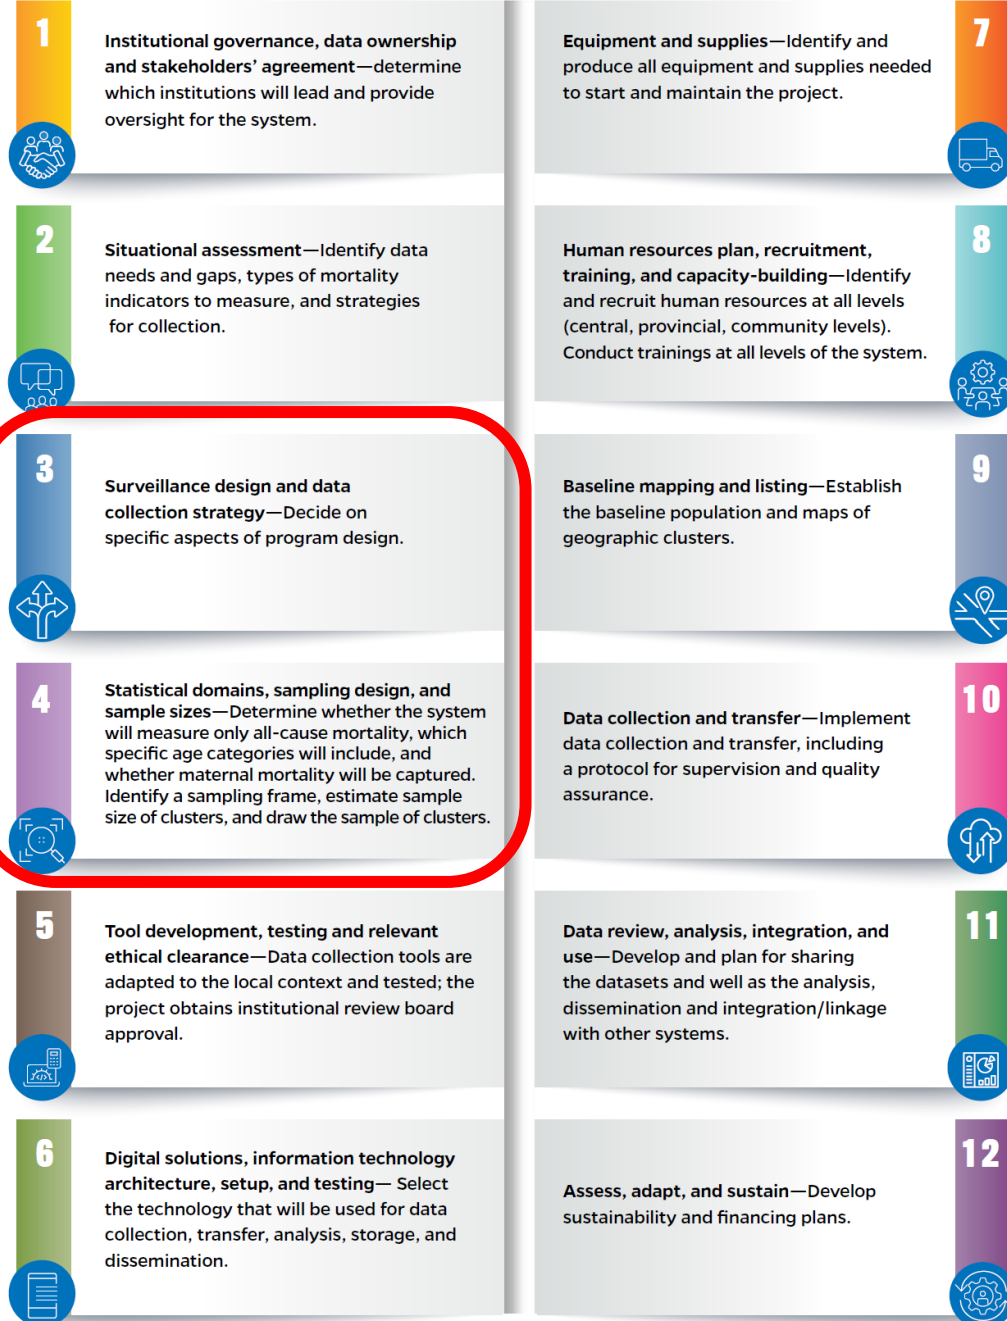 1
Institutional governance, data ownership
and stakeholders’ agreement—determine
which institutions will lead and provide
oversight for the system.
2
Situational assessment—Identify data
needs and gaps, types of mortality
indicators to measure, and strategies
for collection.
3
Surveillance design and data
collection strategy—Decide on
specific aspects of program design.
4
Statistical domains, sampling design, and
sample sizes—Determine whether the system
will measure only all-cause mortality, which
specific age categories will include, and
whether maternal mortality will be captured.
Identify a sampling frame, estimate sample
size of clusters, and draw the sample of clusters.
5
Tool development, testing and relevant
ethical clearance—Data collection tools are
adapted to the local context and tested; the
project obtains institutional review board
approval.
6
Digital solutions, information technology
architecture, setup, and testing— Select
the technology that will be used for data
collection, transfer, analysis, storage, and
dissemination.
7
Equipment and supplies—Identify and
produce all equipment and supplies needed
to start and maintain the project.
8
Human resources plan, recruitment,
training, and capacity-building—Identify
and recruit human resources at all levels
(central, provincial, community levels).
Conduct trainings at all levels of the system.
9
Baseline mapping and listing—Establish
the baseline population and maps of
geographic clusters.
10
Data collection and transfer—Implement
data collection and transfer, including
a protocol for supervision and quality
assurance.
11
Data review, analysis, integration, and
use—Develop and plan for sharing
the datasets and well as the analysis,
dissemination and integration/linkage
with other systems.
12
Assess, adapt, and sustain—Develop
sustainability and financing plans.